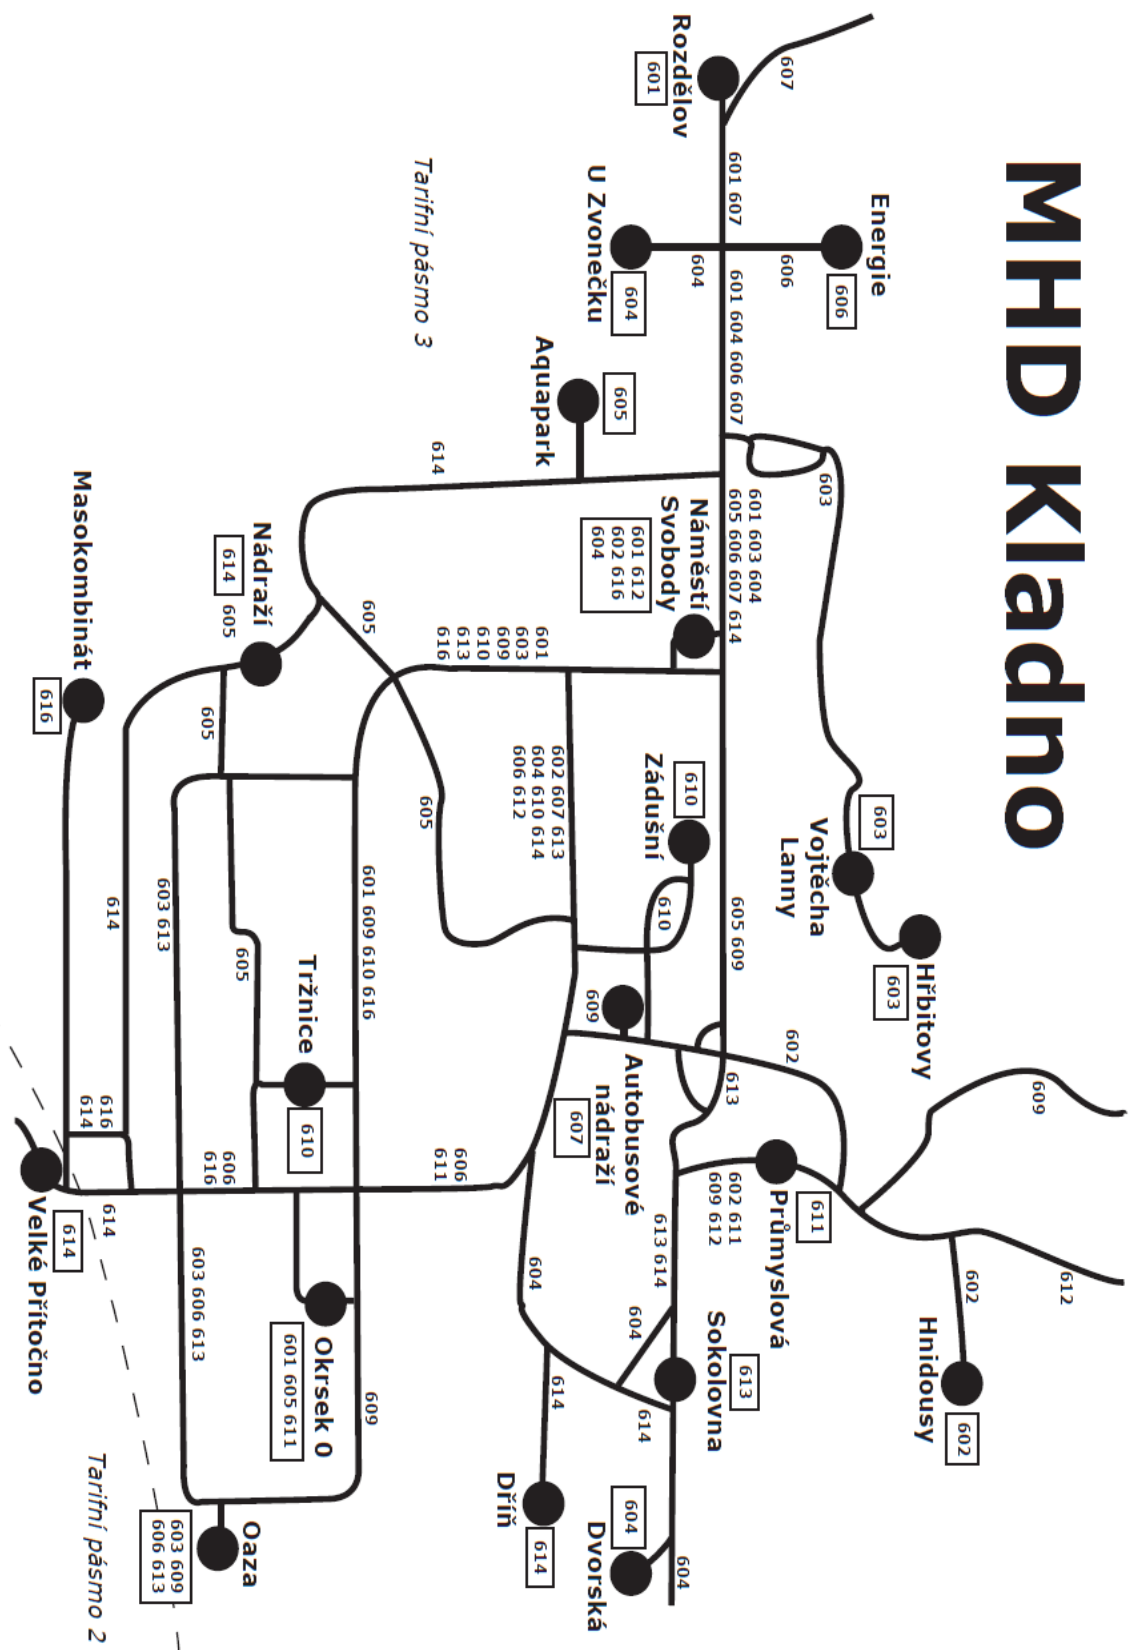 MHD Kladno
607
Rozdělov
601
601 607
Energie
606
606
604
U Zvonečku
604
601 604 606 607
Tarifní pásmo 3
605
Aquapark
614
603
601 603 604
605 606 607 614
Náměstí
Svobody
601 612
602 616
604
Nádraží
614
605
605
601
603
609
610
613
616
Masokombinát
616
605
605
602 607 613
604 610 614
606 612
610
Zádušní
610
603
Vojtěcha
Lanny
Hřbitovy
603
605 609
602
609
601 609 610 616
603 613
614
605
Tržnice
610
609
Autobusové
nádraží
607
613
Průmyslová
611
602 611
609 612
609
612
602
Hnidousy
602
616
614
606
616
606
611
613 614
604
604
Sokolovna
613
614
614
Dříň
614
604
Dvorská
604
Velké Přítočno
614
614
603 606 613
Okrsek 0
601 605 611
609
Oaza
603 609
606 613
Tarifní pásmo 2